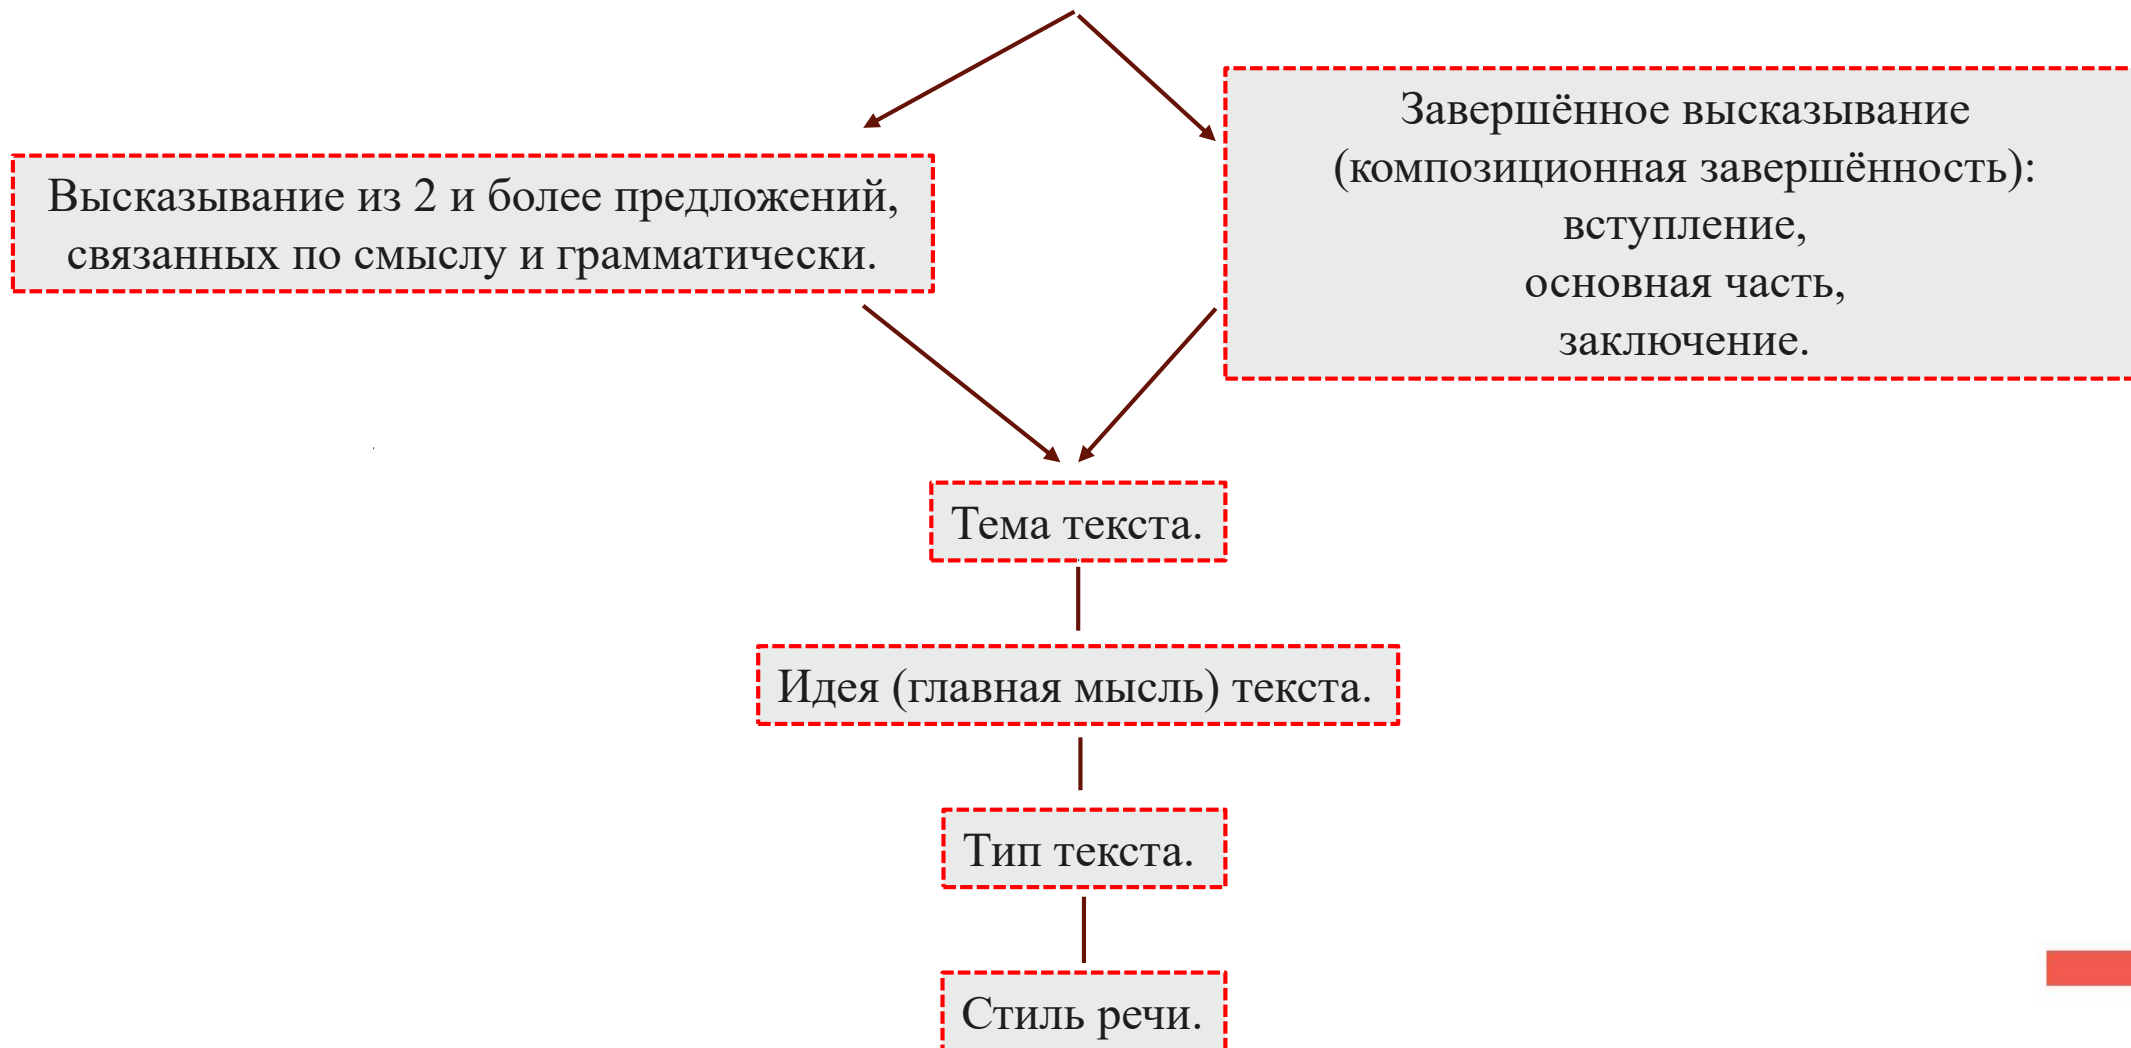 Высказывание из 2 и более предложений,
связанных по смыслу и грамматически.
Завершённое высказывание
(композиционная завершённость):
вступление,
основная часть,
заключение.
Тема текста.
Идея (главная мысль) текста.
Тип текста.
Стиль речи.